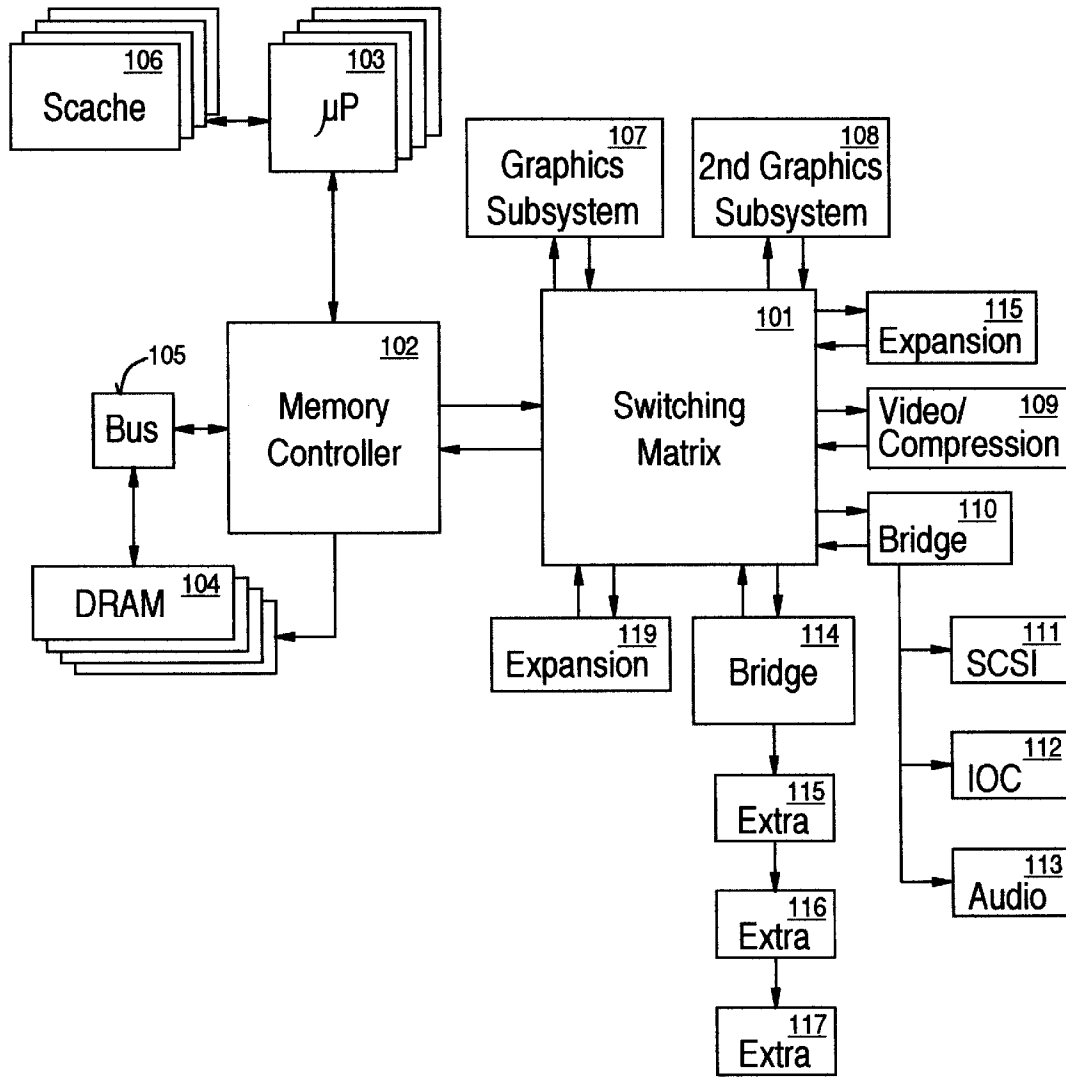 106
Scache
103
µP
107
Graphics
Subsystem
108
2nd Graphics
Subsystem
101
Switching
Matrix
115
Expansion
102
Memory
Controller
105
Bus
109
Video/
Compression
110
Bridge
104
DRAM
119
Expansion
114
Bridge
111
SCSI
112
IOC
113
Audio
115
Extra
116
Extra
117
Extra